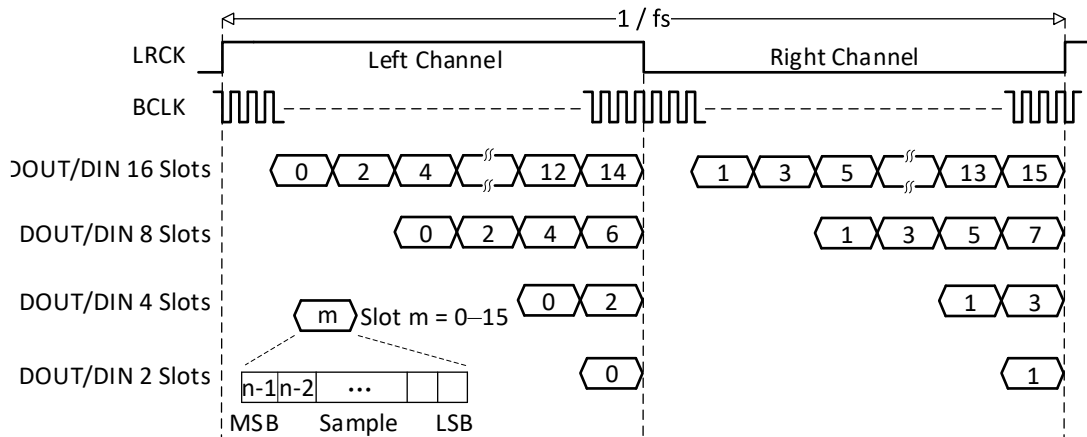 1 / fs
LRCK Left Channel Right Channel
BCLK
DOUT/DIN 16 Slots 0 2 4 12 14 1 3 5 13 15
DOUT/DIN 8 Slots 0 2 4 6 1 3 5 7
DOUT/DIN 4 Slots 0 2 1 3
m Slot m = 0–15
DOUT/DIN 2 Slots 0 1
n-1 n-2 ...
MSB Sample LSB